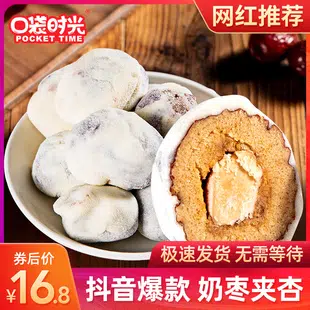 口袋时光
POCKET TIME
网红推荐
极速发货 无需等待
券后价
¥16.8
抖音爆款 奶枣夹杏